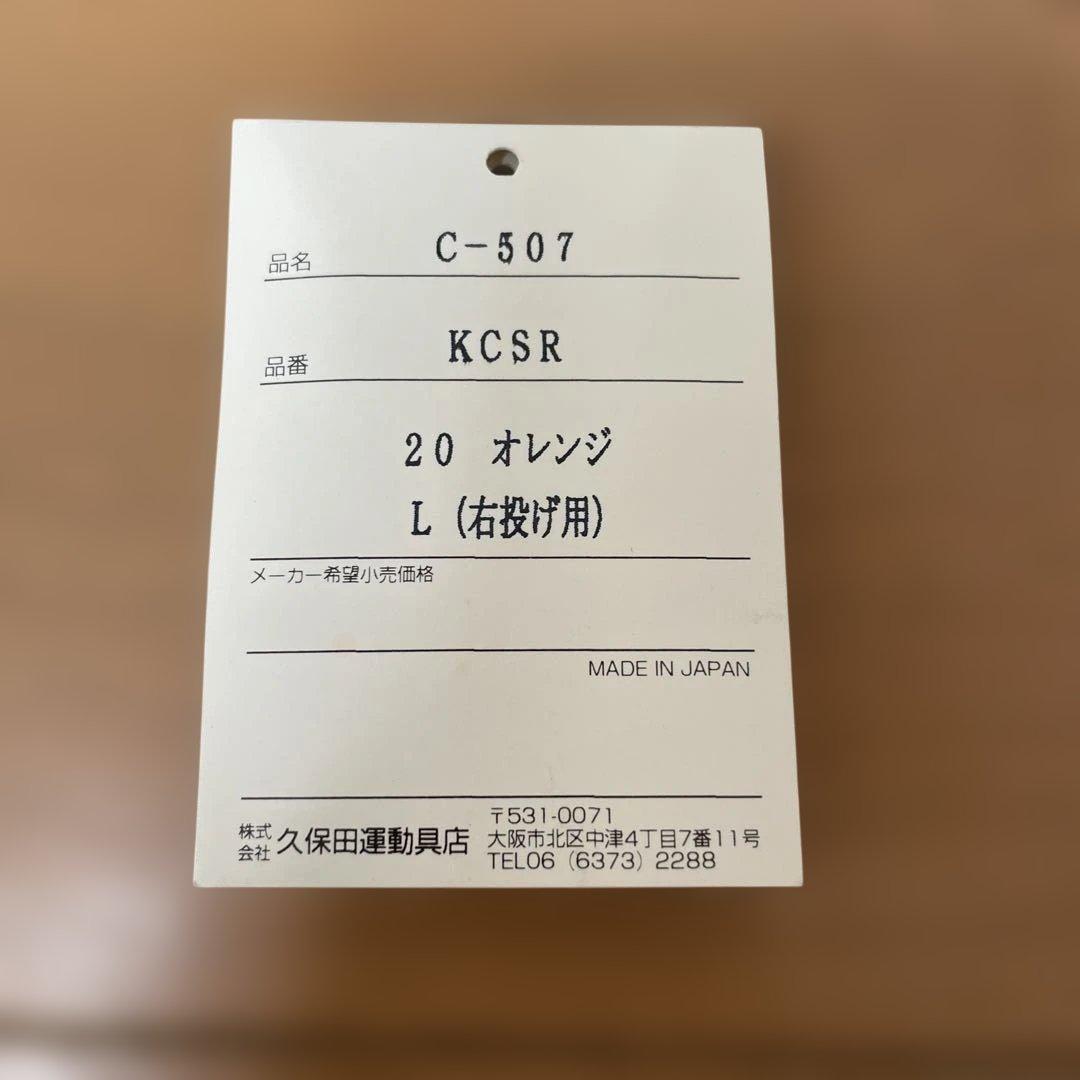 品名 C-507
品番 KCSR
20 オレンジ
L (右投げ用)
メーカー希望小売価格
MADE IN JAPAN
株式会社 久保田運動具店
〒531-0071
大阪市北区中津4丁目7番11号
TEL06 (6373) 2288